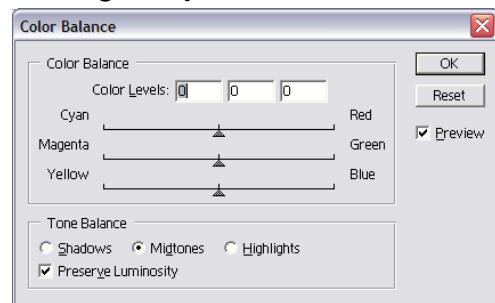 Color Balance
Color Balance
Color Levels: 0 0 0
Cyan Red
Magenta Green
Yellow Blue
Tone Balance
Shadows Midtones Highlights
Preserve Luminosity
OK
Reset
Preview